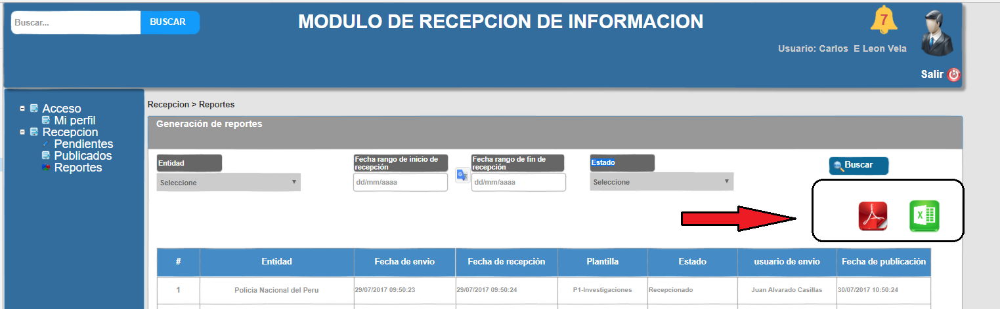 Buscar...
BUSCAR
MODULO DE RECEPCION DE INFORMACION
7
Usuario: Carlos E Leon Vela
Salir
Acceso
Mi perfil
Recepcion
Pendientes
Publicados
Reportes
Recepcion > Reportes
Generación de reportes
Entidad
Seleccione
Fecha rango de inicio de
recepción
dd/mm/aaaa
Fecha rango de fin de
recepción
dd/mm/aaaa
Estado
Seleccione
Buscar
# Entidad Fecha de envio Fecha de recepción Plantilla Estado usuario de envio Fecha de publicación
1 Policia Nacional del Peru 29/07/2017 09:50:23 29/07/2017 09:50:24 P1-Investigaciones Recepcionado Juan Alvarado Casillas 30/07/2017 10:50:24